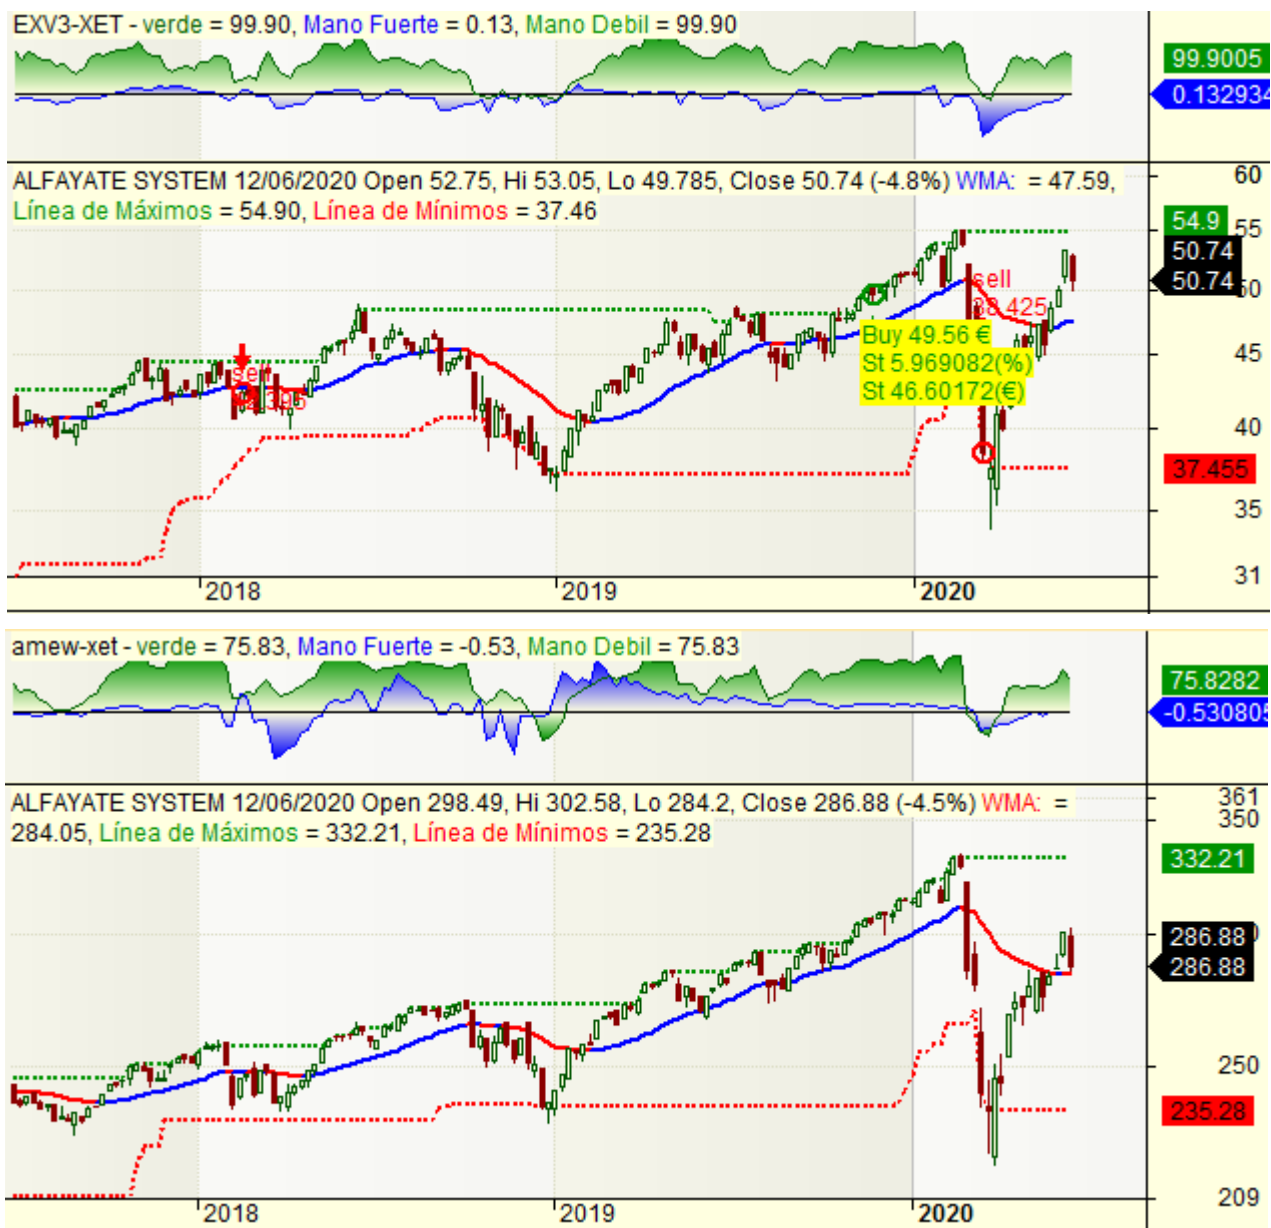 EXV3-XET - verde = 99.90, Mano Fuerte = 0.13, Mano Debil = 99.90
99.9005
0.132934
ALFAYATE SYSTEM 12/06/2020 Open 52.75, Hi 53.05, Lo 49.785, Close 50.74 (-4.8%) WMA: = 47.59,
Línea de Máximos = 54.90, Línea de Mínimos = 37.46
60
54.9
55
50.74
50.74
50
sell
38.425
Buy 49.56 €
St 5.969082(%)
St 46.60172(€)
45
sell
40
37.455
35
31
2018
2019
2020
amew-xet - verde = 75.83, Mano Fuerte = -0.53, Mano Debil = 75.83
75.8282
-0.530805
ALFAYATE SYSTEM 12/06/2020 Open 298.49, Hi 302.58, Lo 284.2, Close 286.88 (-4.5%) WMA: =
284.05, Línea de Máximos = 332.21, Línea de Mínimos = 235.28
361
350
332.21
286.88
286.88
250
235.28
209
2018
2019
2020